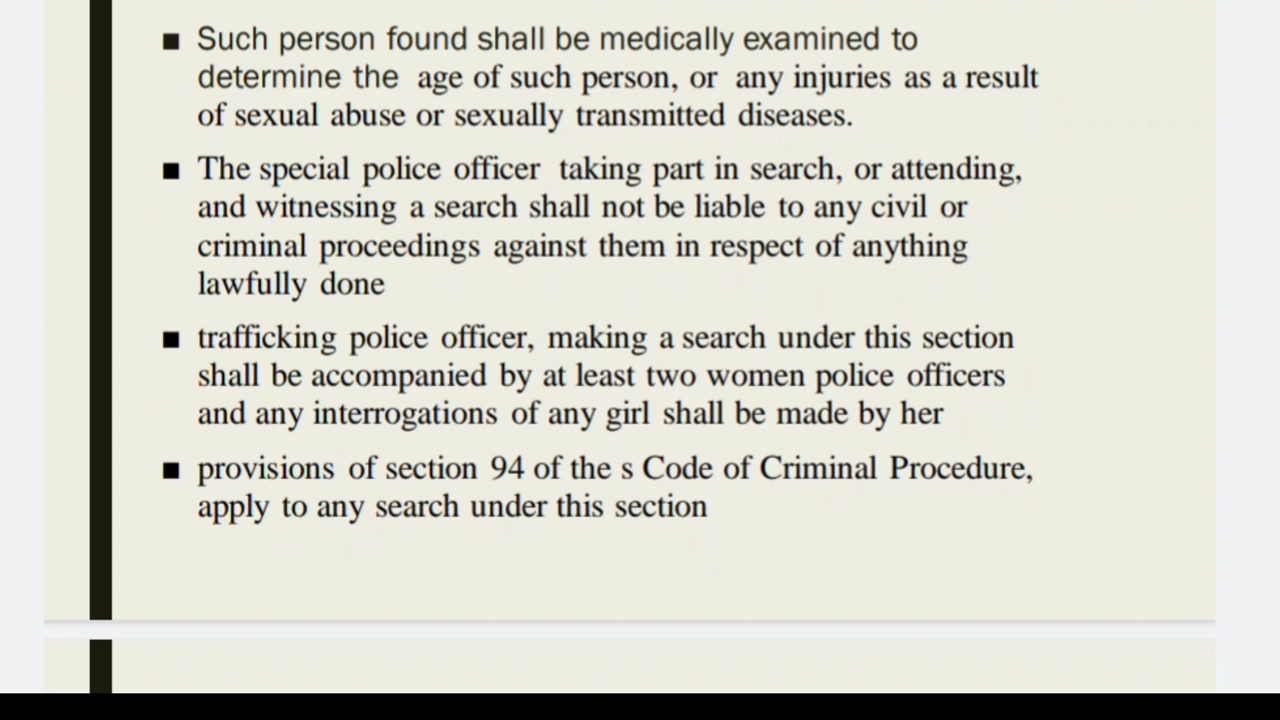 ■ Such person found shall be medically examined to
determine the age of such person, or any injuries as a result
of sexual abuse or sexually transmitted diseases.
■ The special police officer taking part in search, or attending,
and witnessing a search shall not be liable to any civil or
criminal proceedings against them in respect of anything
lawfully done
■ trafficking police officer, making a search under this section
shall be accompanied by at least two women police officers
and any interrogations of any girl shall be made by her
■ provisions of section 94 of the s Code of Criminal Procedure,
apply to any search under this section